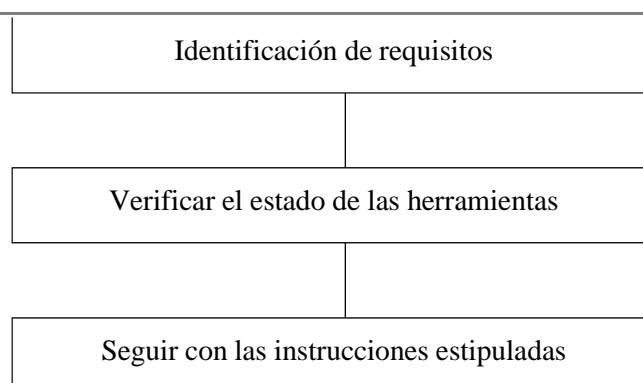 Identificación de requisitos
Verificar el estado de las herramientas
Seguir con las instrucciones estipuladas